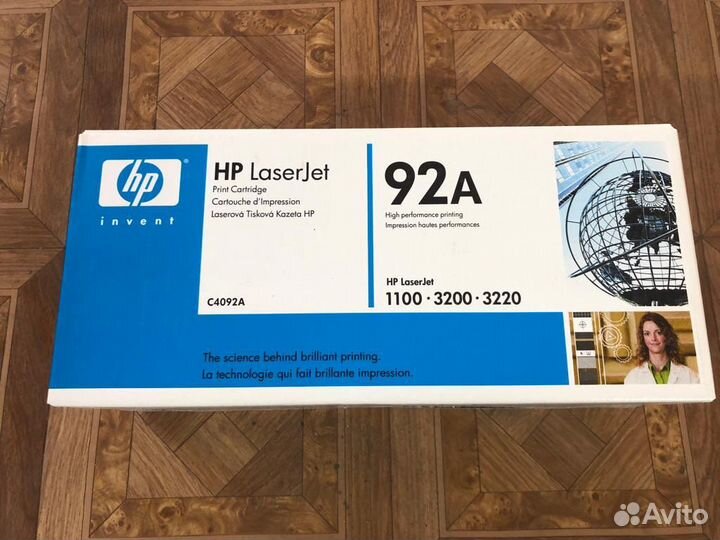 hp
invent
HP LaserJet
Print Cartridge
Cartouche d'Impression
Laserová Tisková Kazeta HP
C4092A
92A
High performance printing
Impression hautes performances
HP LaserJet
1100 · 3200 · 3220
The science behind brilliant printing.
La technologie qui fait brillante impression.
Avito